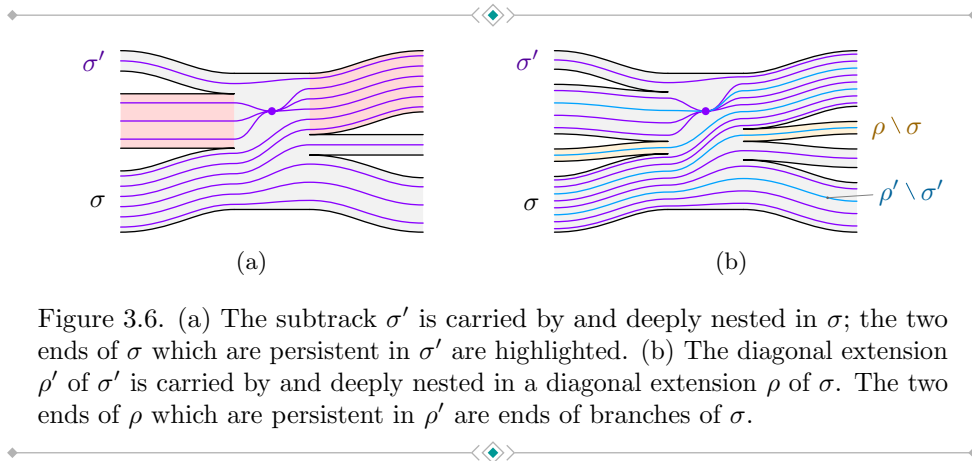 σ′
σ′
ρ \ σ
σ
σ
ρ′ \ σ′
(a)
(b)
Figure 3.6. (a) The subtrack σ′ is carried by and deeply nested in σ; the two
ends of σ which are persistent in σ′ are highlighted. (b) The diagonal extension
ρ′ of σ′ is carried by and deeply nested in a diagonal extension ρ of σ. The two
ends of ρ which are persistent in ρ′ are ends of branches of σ.